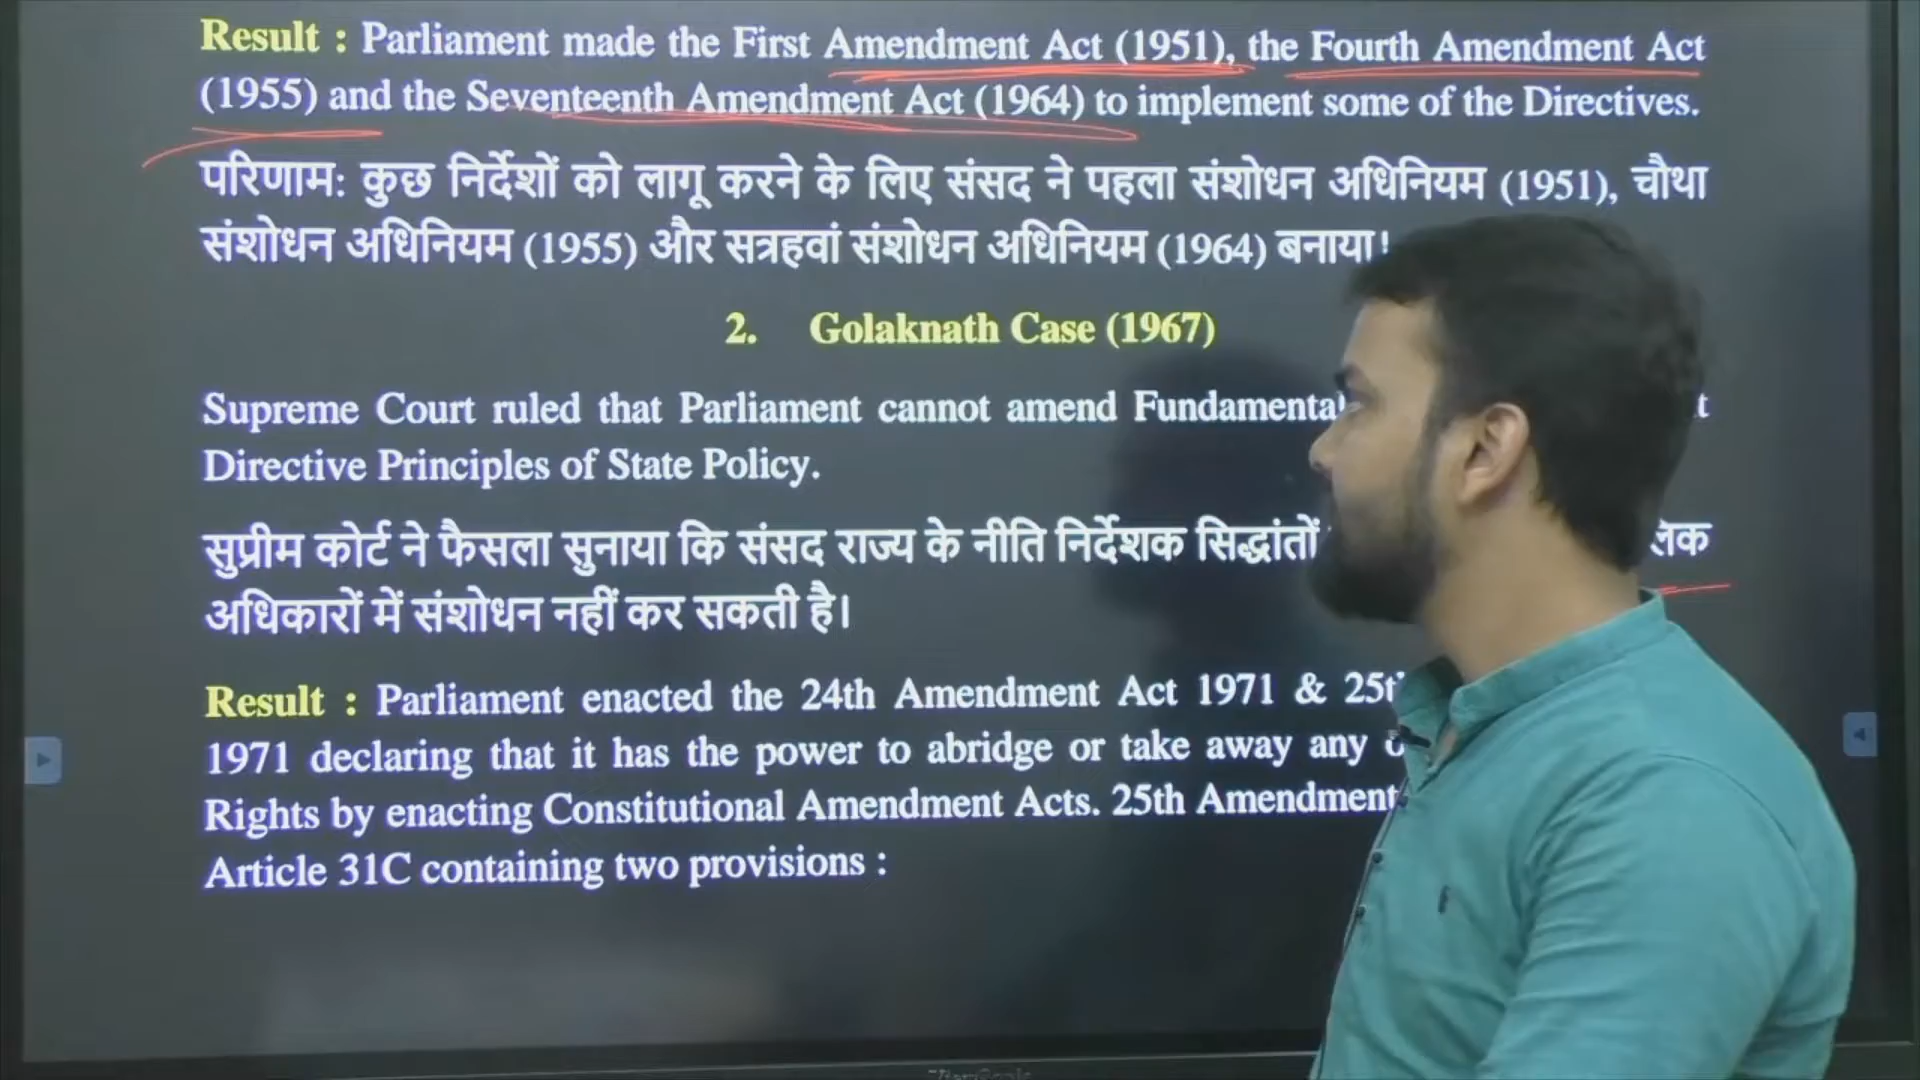 Result : Parliament made the First Amendment Act (1951), the Fourth Amendment Act
(1955) and the Seventeenth Amendment Act (1964) to implement some of the Directives.
परिणाम: कुछ निर्देशों को लागू करने के लिए संसद ने पहला संशोधन अधिनियम (1951), चौथा
संशोधन अधिनियम (1955) और सत्रहवां संशोधन अधिनियम (1964) बनाया!
2. Golaknath Case (1967)
Supreme Court ruled that Parliament cannot amend
Directive Principles of State Policy.
सुप्रीम कोर्ट ने फैसला सुनाया कि संसद राज्य के नीति निर्देशक सिद्धांतों
अधिकारों में संशोधन नहीं कर सकती है।
Result : Parliament enacted the 24th Amendment Act 1971 &
1971 declaring that it has the power to abridge or take away any
Rights by enacting Constitutional Amendment Acts. 25th Amendment
Article 31C containing two provisions :